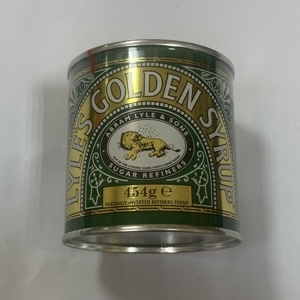 LYLE'S GOLDEN SYRUP
ABRAM LYLE & SONS
SUGAR REFINERS
454g e
PARTIALLY INVERTED REFINERS SYRUP